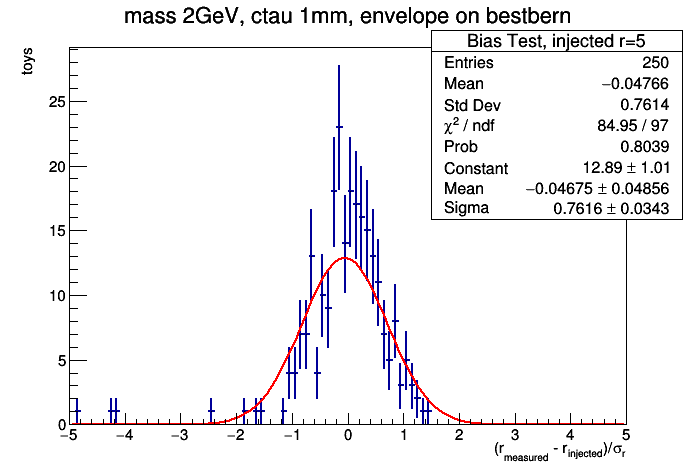 mass 2GeV, ctau 1mm, envelope on bestbern
Bias Test, injected r=5
Entries 250
Mean −0.04766
Std Dev 0.7614
χ² / ndf 84.95 / 97
Prob 0.8039
Constant 12.89 ± 1.01
Mean −0.04675 ± 0.04856
Sigma 0.7616 ± 0.0343
toys
25
20
15
10
5
0
−5 −4 −3 −2 −1 0 1 2 3 4 5
(r_measured - r_injected)/σ_r